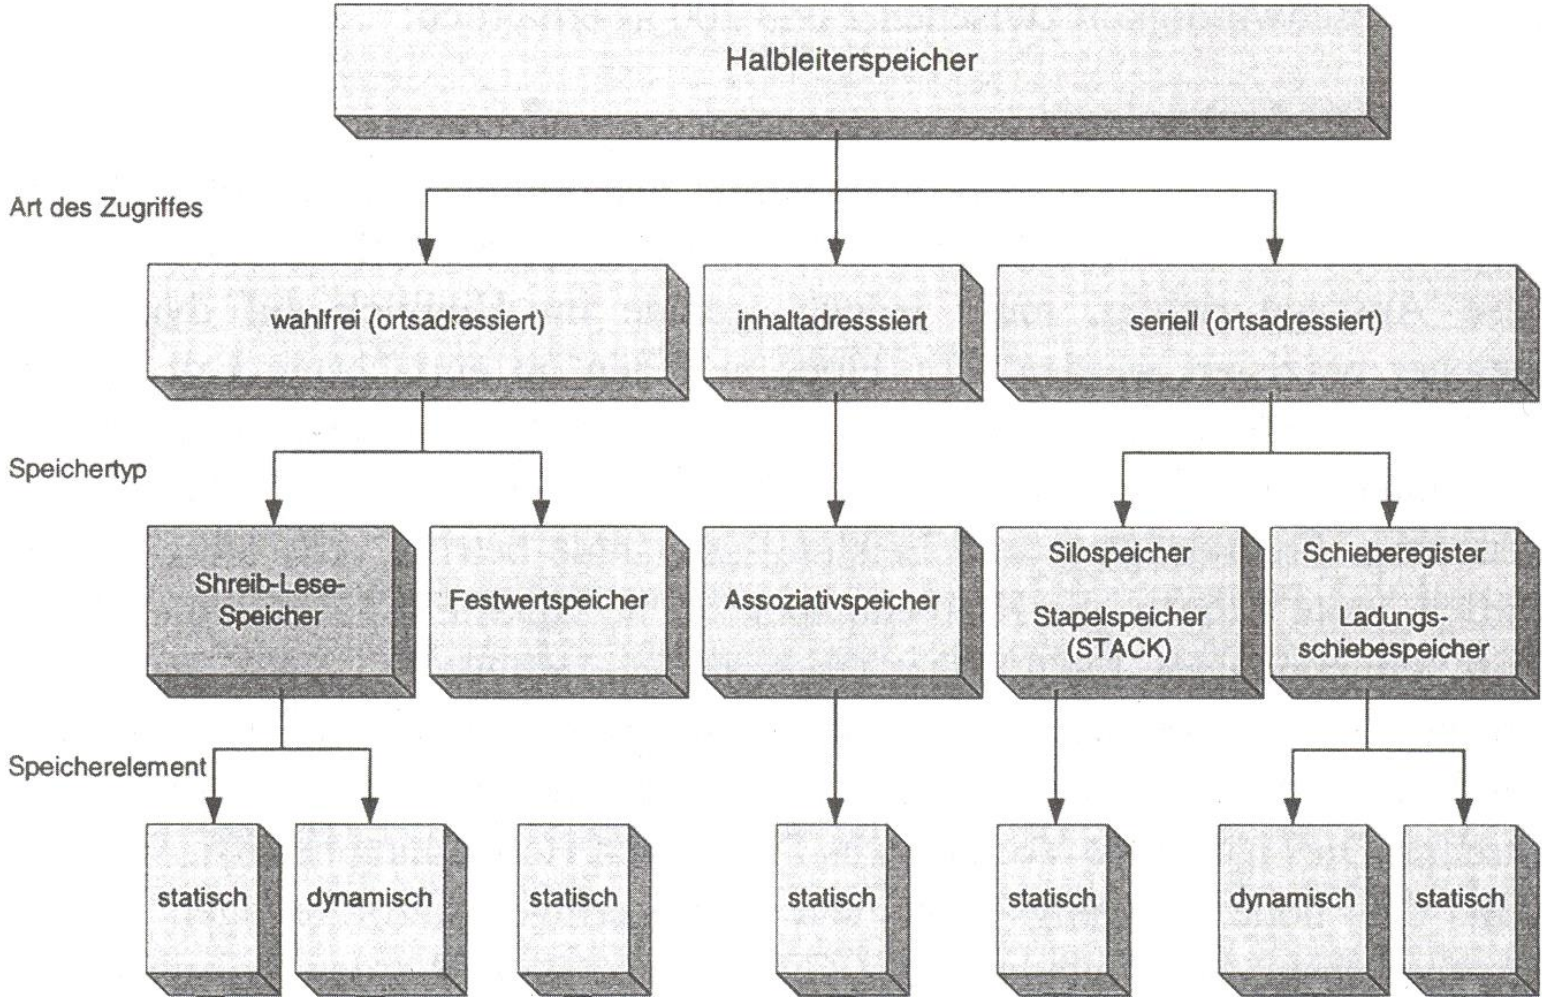 Halbleiterspeicher
Art des Zugriffes
wahlfrei (ortsadressiert)
inhaltadresssiert
seriell (ortsadressiert)
Speichertyp
Shreib-Lese-
Speicher
Festwertspeicher
Assoziativspeicher
Silospeicher
Stapelspeicher
(STACK)
Schieberegister
Ladungs-
schiebespeicher
Speicherelement
statisch
dynamisch
statisch
statisch
statisch
dynamisch
statisch